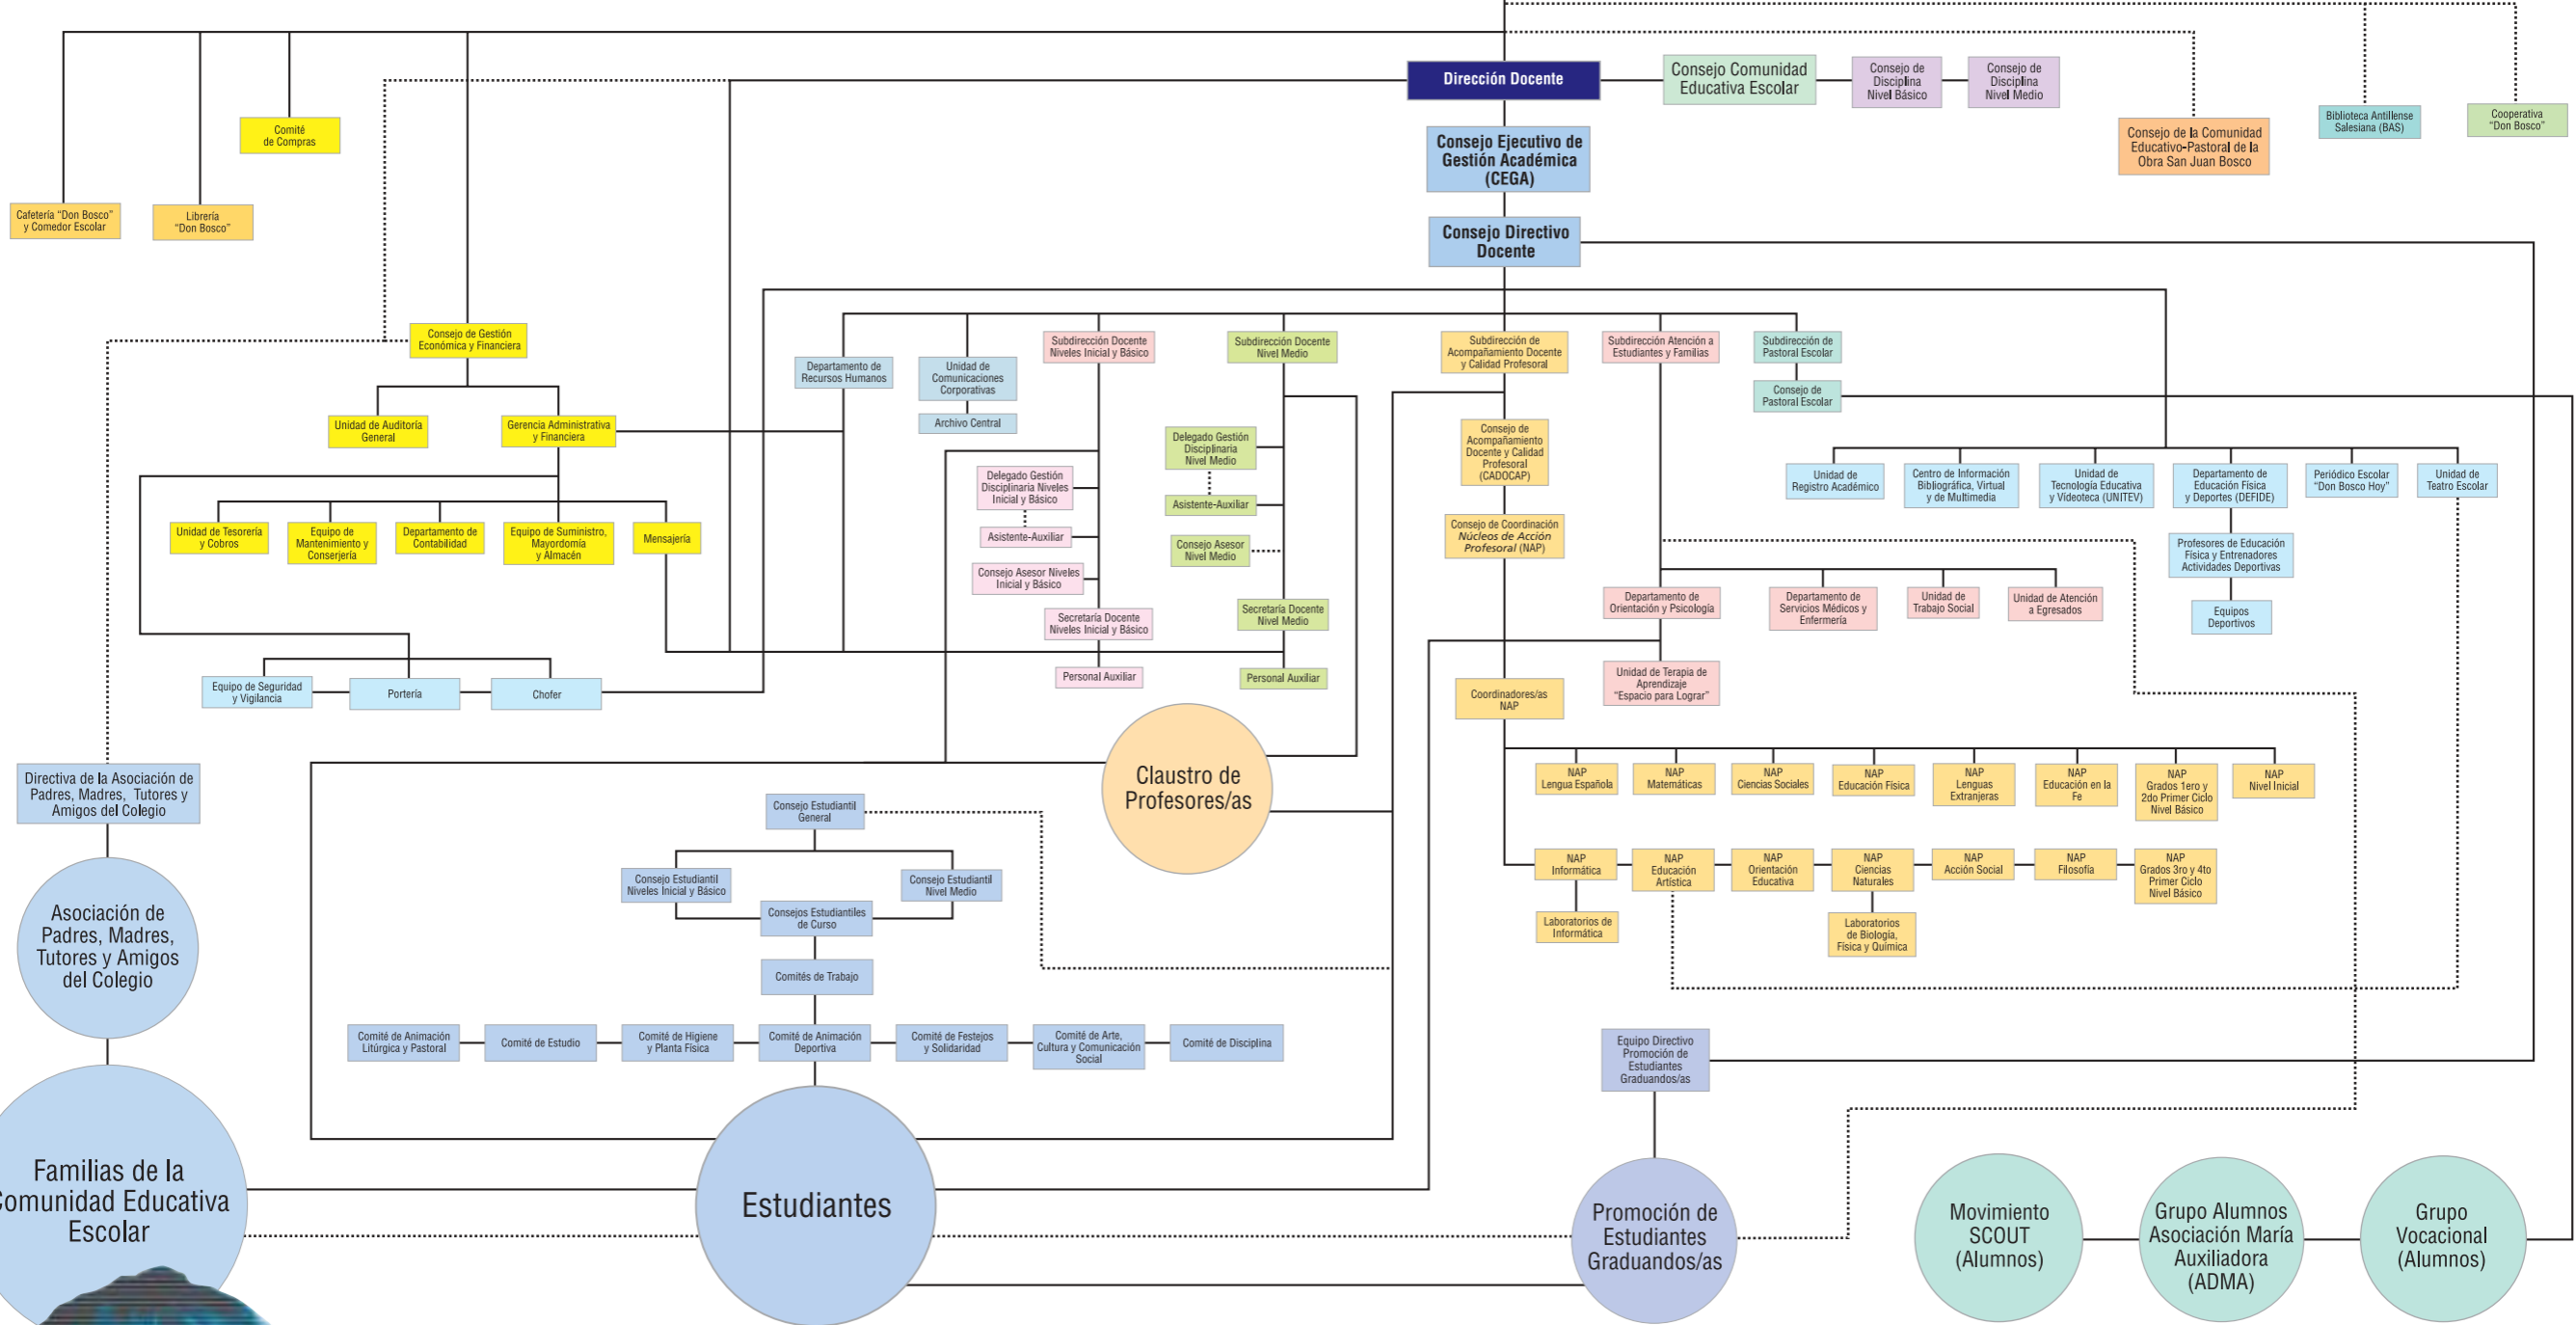 Dirección Docente
Consejo Comunidad
Educativa Escolar
Consejo de
Disciplina
Nivel Básico
Consejo de
Disciplina
Nivel Medio
Comité
de Compras
Cafetería “Don Bosco”
y Comedor Escolar
Librería
“Don Bosco”
Consejo Ejecutivo de
Gestión Académica
(CEGA)
Consejo de la Comunidad
Educativo-Pastoral de la
Obra San Juan Bosco
Biblioteca Antillense
Salesiana (BAS)
Cooperativa
“Don Bosco”
Consejo Directivo
Docente
Consejo de Gestión
Económica y Financiera
Departamento de
Recursos Humanos
Unidad de
Comunicaciones
Corporativas
Archivo Central
Subdirección Docente
Niveles Inicial y Básico
Subdirección Docente
Nivel Medio
Subdirección de
Acompañamiento Docente
y Calidad Profesoral
Subdirección Atención a
Estudiantes y Familias
Subdirección de
Pastoral Escolar
Consejo de
Pastoral Escolar
Unidad de Auditoría
General
Gerencia Administrativa
y Financiera
Delegado Gestión
Disciplinaria Niveles
Inicial y Básico
Asistente-Auxiliar
Consejo Asesor Niveles
Inicial y Básico
Secretaría Docente
Niveles Inicial y Básico
Personal Auxiliar
Delegado Gestión
Disciplinaria
Nivel Medio
Asistente-Auxiliar
Consejo Asesor
Nivel Medio
Secretaría Docente
Nivel Medio
Personal Auxiliar
Consejo de
Acompañamiento
Docente y Calidad
Profesoral
(CADOCAP)
Consejo de Coordinación
Núcleos de Acción
Profesoral (NAP)
Unidad de
Registro Académico
Centro de Información
Bibliográfica, Virtual
y de Multimedia
Unidad de
Tecnología Educativa
y Vídeoteca (UNITEV)
Departamento de
Educación Física
y Deportes (DEFIDE)
Periódico Escolar
“Don Bosco Hoy”
Unidad de
Teatro Escolar
Profesores de Educación
Física y Entrenadores
Actividades Deportivas
Equipos
Deportivos
Unidad de Tesorería
y Cobros
Equipo de
Mantenimiento y
Conserjería
Departamento de
Contabilidad
Equipo de Suministro,
Mayordomía
y Almacén
Mensajería
Departamento de
Orientación y Psicología
Departamento de
Servicios Médicos y
Enfermería
Unidad de
Trabajo Social
Unidad de Atención
a Egresados
Unidad de Terapia de
Aprendizaje
“Espacio para Lograr”
Equipo de Seguridad
y Vigilancia
Portería
Chofer
Coordinadores/as
NAP
Claustro de
Profesores/as
NAP
Lengua Española
NAP
Matemáticas
NAP
Ciencias Sociales
NAP
Educación Física
NAP
Lenguas
Extranjeras
NAP
Educación en la
Fe
NAP
Grados 1ero y
2do Primer Ciclo
Nivel Básico
NAP
Nivel Inicial
NAP
Informática
NAP
Educación
Artística
NAP
Orientación
Educativa
NAP
Ciencias
Naturales
NAP
Acción Social
NAP
Filosofía
NAP
Grados 3ro y 4to
Primer Ciclo
Nivel Básico
Laboratorios de
Informática
Laboratorios
de Biología,
Física y Química
Directiva de la Asociación de
Padres, Madres, Tutores y
Amigos del Colegio
Asociación de
Padres, Madres,
Tutores y Amigos
del Colegio
Consejo Estudiantil
General
Consejo Estudiantil
Niveles Inicial y Básico
Consejo Estudiantil
Nivel Medio
Consejos Estudiantiles
de Curso
Comités de Trabajo
Comité de Animación
Litúrgica y Pastoral
Comité de Estudio
Comité de Higiene
y Planta Física
Comité de Animación
Deportiva
Comité de Festejos
y Solidaridad
Comité de Arte,
Cultura y Comunicación
Social
Comité de Disciplina
Equipo Directivo
Promoción de
Estudiantes
Graduandos/as
Familias de la
Comunidad Educativa
Escolar
Estudiantes
Promoción de
Estudiantes
Graduandos/as
Movimiento
SCOUT
(Alumnos)
Grupo Alumnos
Asociación María
Auxiliadora
(ADMA)
Grupo
Vocacional
(Alumnos)